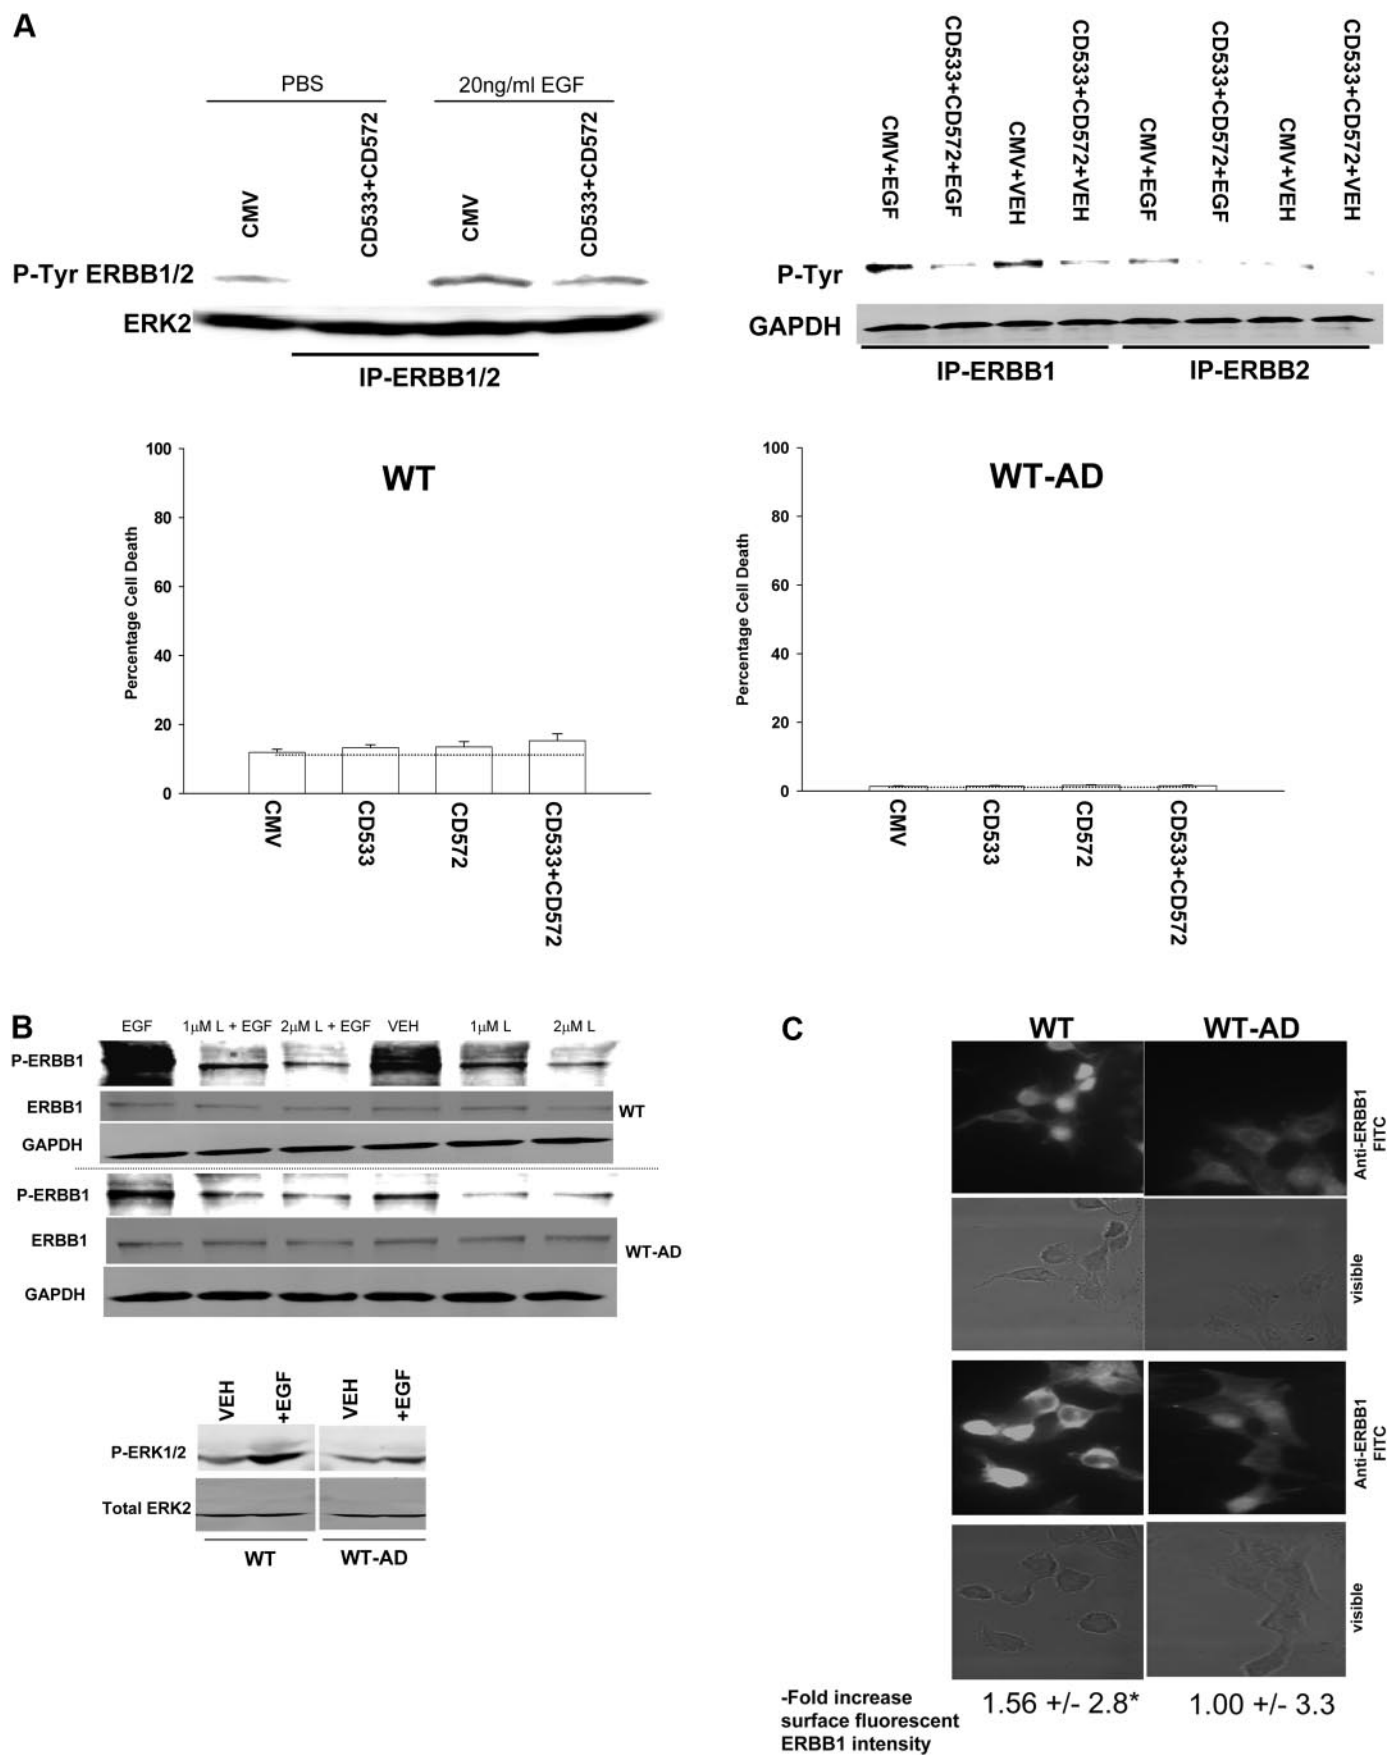 A
PBS
20ng/ml EGF
CMV
CD533+CD572
CMV
CD533+CD572
P-Tyr ERBB1/2
ERK2
IP-ERBB1/2
CMV+EGF
CD533+CD572+EGF
CMV+VEH
CD533+CD572+VEH
CMV+EGF
CD533+CD572+EGF
CMV+VEH
CD533+CD572+VEH
P-Tyr
GAPDH
IP-ERBB1
IP-ERBB2
WT
Percentage Cell Death
100
80
60
40
20
0
CMV
CD533
CD572
CD533+CD572
WT-AD
Percentage Cell Death
100
80
60
40
20
0
CMV
CD533
CD572
CD533+CD572
B
EGF 1μM L + EGF 2μM L + EGF VEH 1μM L 2μM L
P-ERBB1
ERBB1
WT
GAPDH
P-ERBB1
ERBB1
WT-AD
GAPDH
VEH
+EGF
VEH
+EGF
P-ERK1/2
Total ERK2
WT
WT-AD
C
WT
WT-AD
Anti-ERBB1
FITC
visible
Anti-ERBB1
FITC
visible
-Fold increase
surface fluorescent
ERBB1 intensity
1.56 +/- 2.8*
1.00 +/- 3.3